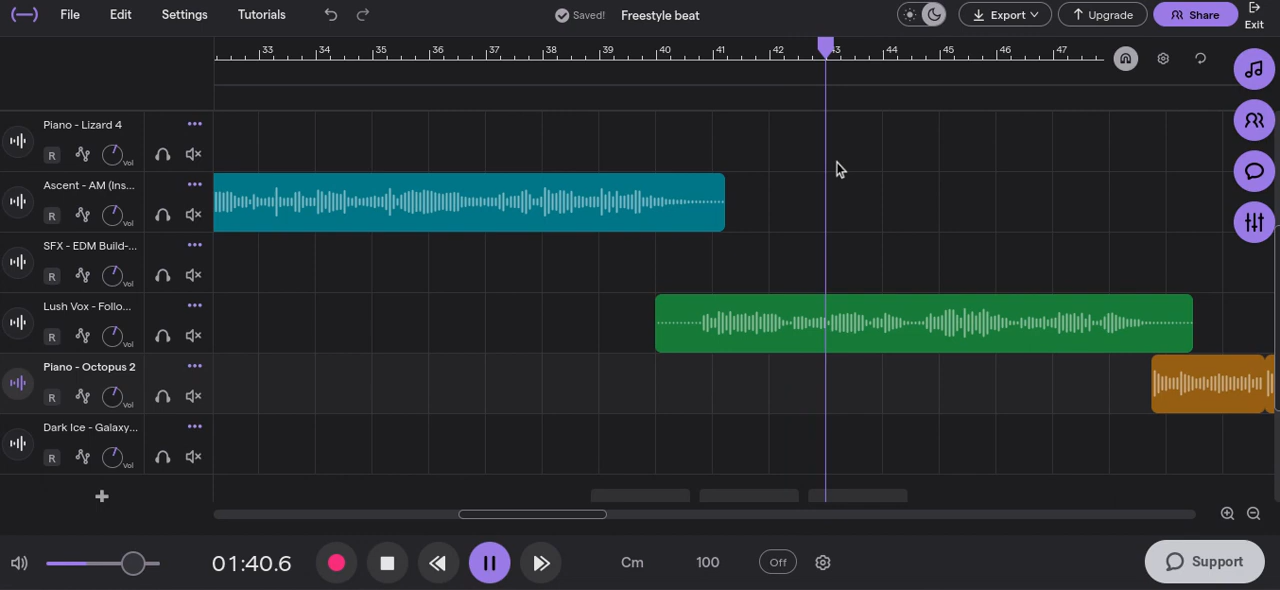 File Edit Settings Tutorials Saved! Freestyle beat Export Upgrade Share Exit
33 34 35 36 37 38 39 40 41 42 43 44 45 46 47
Piano - Lizard 4
R Vol
Ascent - AM (Ins...
R Vol
SFX - EDM Build-...
R Vol
Lush Vox - Follo...
R Vol
Piano - Octopus 2
R Vol
Dark Ice - Galaxy...
R Vol
01:40.6 Cm 100 Off Support